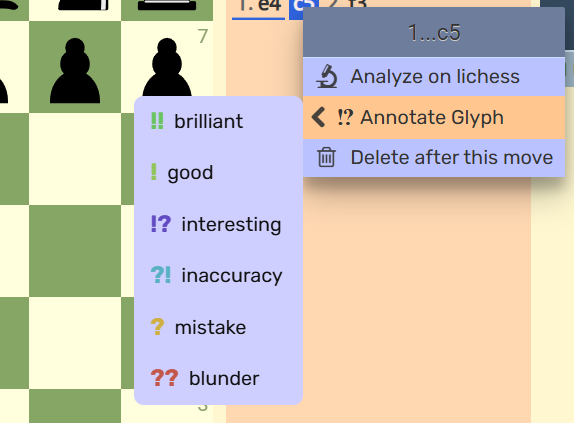 1. e4 c5 2. f3
1...c5
7
Analyze on lichess
!? Annotate Glyph
Delete after this move
!! brilliant
! good
!? interesting
?! inaccuracy
? mistake
?? blunder
3